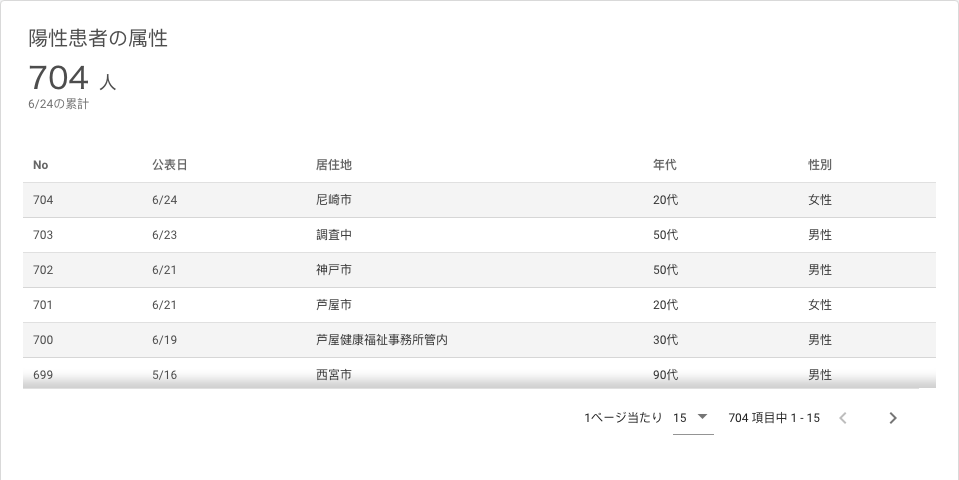 陽性患者の属性
704 人
6/24の累計
No 公表日 居住地 年代 性別
704 6/24 尼崎市 20代 女性
703 6/23 調査中 50代 男性
702 6/21 神戸市 50代 男性
701 6/21 芦屋市 20代 女性
700 6/19 芦屋健康福祉事務所管内 30代 男性
699 5/16 西宮市 90代 男性
1ページ当たり 15 704 項目中 1 - 15